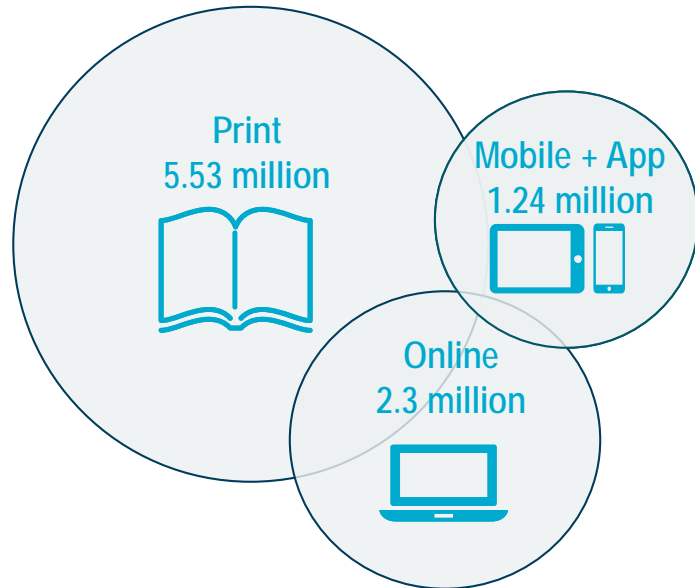 Print
5.53 million
Mobile + App
1.24 million
Online
2.3 million